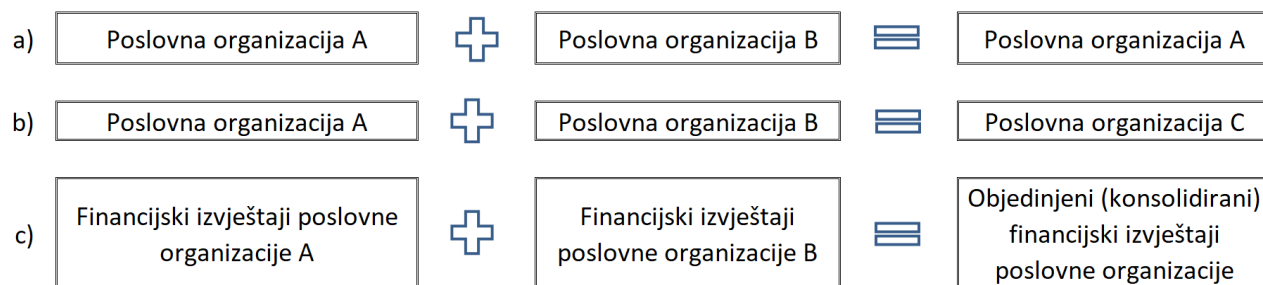 a) Poslovna organizacija A Poslovna organizacija B Poslovna organizacija A
b) Poslovna organizacija A Poslovna organizacija B Poslovna organizacija C
c)
Financijski izvještaji poslovne
organizacije A
Financijski izvještaji
poslovne organizacije B
Objedinjeni (konsolidirani)
financijski izvještaji
poslovne organizacije